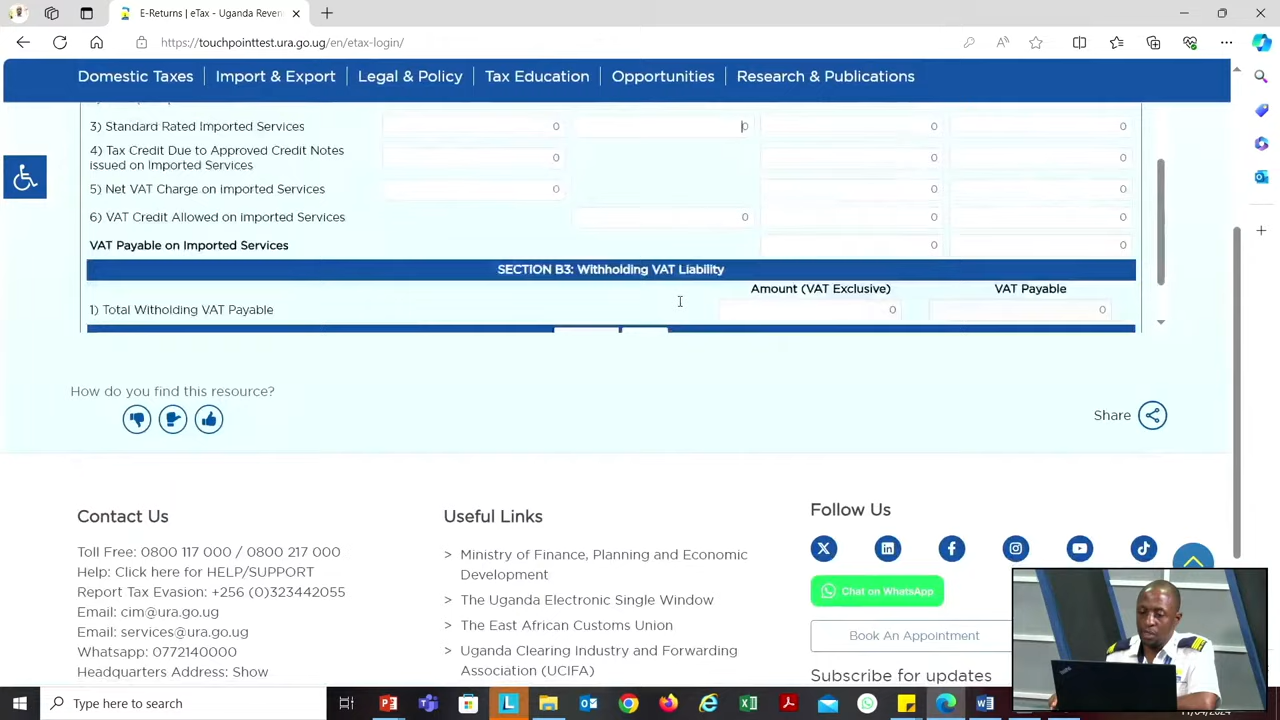 E-Returns | eTax - Uganda Reven
https://touchpointtest.ura.go.ug/en/etax-login/
Domestic Taxes | Import & Export | Legal & Policy | Tax Education | Opportunities | Research & Publications
3) Standard Rated Imported Services 0 0 0 0
4) Tax Credit Due to Approved Credit Notes
issued on Imported Services 0 0 0
5) Net VAT Charge on imported Services 0 0 0
6) VAT Credit Allowed on imported Services 0 0 0
VAT Payable on Imported Services 0 0
SECTION B3: Withholding VAT Liability
Amount (VAT Exclusive) VAT Payable
1) Total Witholding VAT Payable 0 0
How do you find this resource?
Share
Contact Us
Toll Free: 0800 117 000 / 0800 217 000
Help: Click here for HELP/SUPPORT
Report Tax Evasion: +256 (0)323442055
Email: cim@ura.go.ug
Email: services@ura.go.ug
Whatsapp: 0772140000
Headquarters Address: Show
Useful Links
> Ministry of Finance, Planning and Economic
Development
> The Uganda Electronic Single Window
> The East African Customs Union
> Uganda Clearing Industry and Forwarding
Association (UCIFA)
Follow Us
Chat on WhatsApp
Book An Appointment
Subscribe for updates
Type here to search
11/04/2024